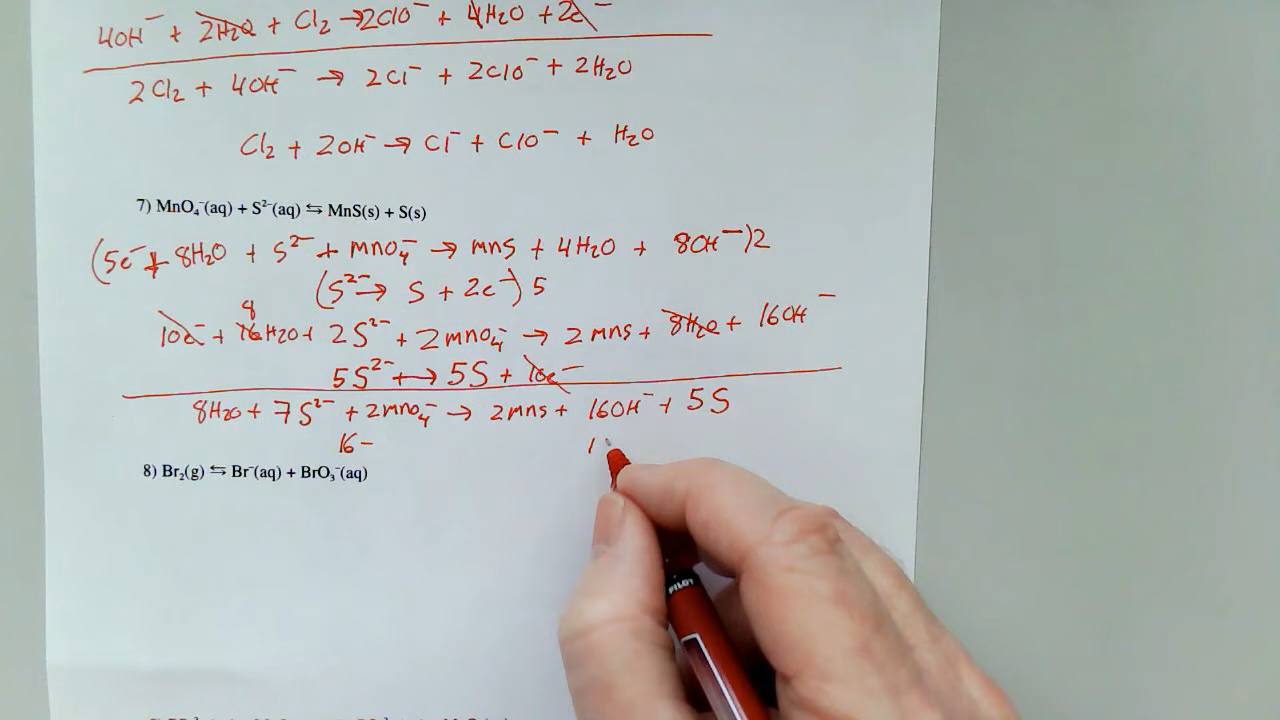 4OH⁻ + 2H₂O + Cl₂ → 2ClO⁻ + 4H₂O + 2e⁻
2Cl₂ + 4OH⁻ → 2Cl⁻ + 2ClO⁻ + 2H₂O
Cl₂ + 2OH⁻ → Cl⁻ + ClO⁻ + H₂O
7) MnO₄⁻(aq) + S²⁻(aq) ⇆ MnS(s) + S(s)
(5e⁻ + 8H₂O + S²⁻ + mnO₄⁻ → mnS + 4H₂O + 8OH⁻)2
(S²⁻ → S + 2e⁻) 5
8
10e⁻ + 16H₂O + 2S²⁻ + 2mnO₄⁻ → 2mnS + 8H₂O + 16OH⁻
5S²⁻ → 5S + 10e⁻
8H₂O + 7S²⁻ + 2mnO₄⁻ → 2mnS + 16OH⁻ + 5S
16- 1
8) Br₂(g) ⇆ Br⁻(aq) + BrO₃⁻(aq)
PILOT